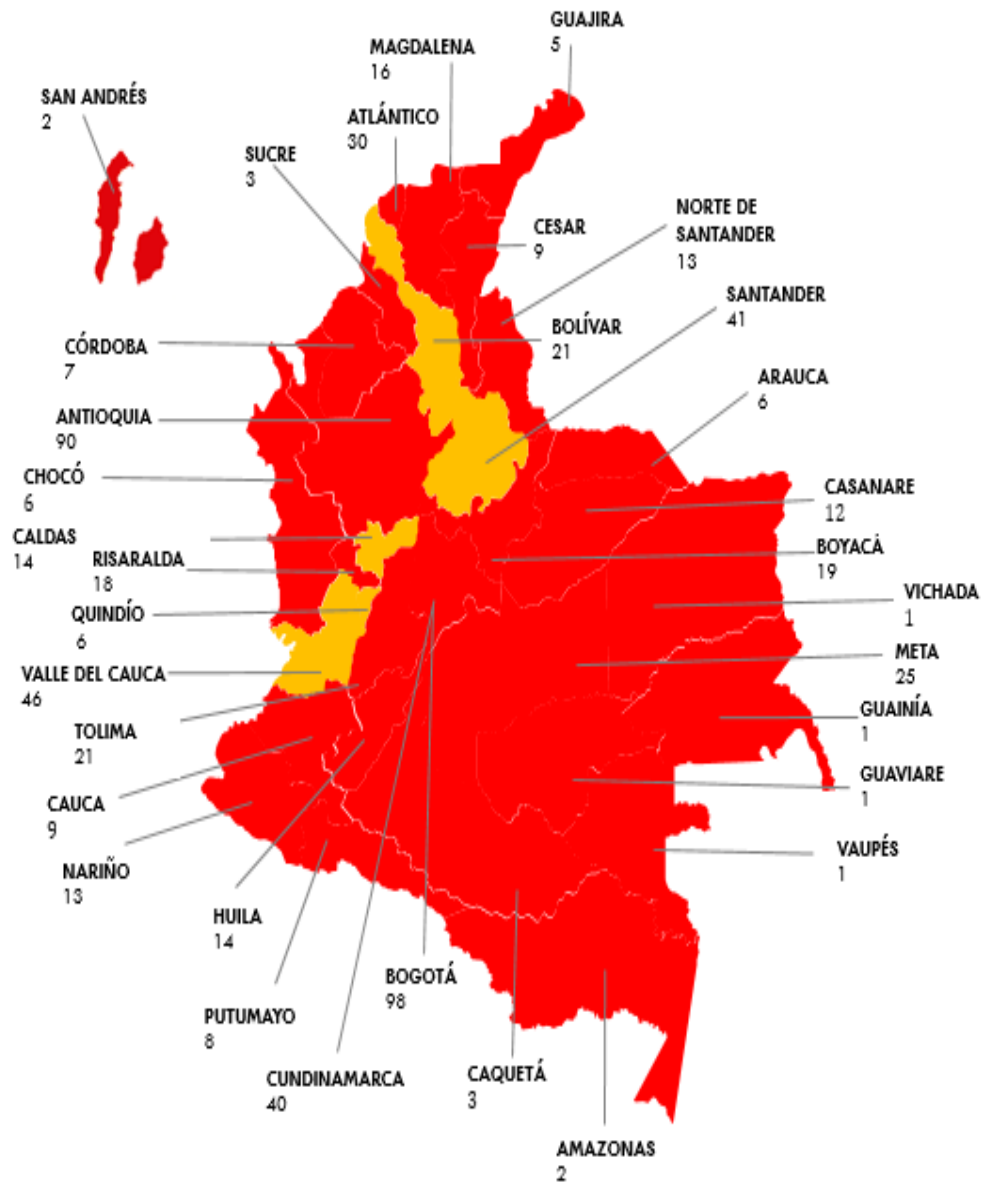 GUAJIRA
5
MAGDALENA
16
SAN ANDRÉS
2
ATLÁNTICO
30
SUCRE
3
NORTE DE
SANTANDER
13
CESAR
9
SANTANDER
41
BOLÍVAR
21
CÓRDOBA
7
ARAUCA
6
ANTIOQUIA
90
CHOCÓ
6
CASANARE
12
CALDAS
14
BOYACÁ
19
RISARALDA
18
VICHADA
1
QUINDÍO
6
META
25
VALLE DEL CAUCA
46
GUAINÍA
1
TOLIMA
21
GUAVIARE
1
CAUCA
9
VAUPÉS
1
NARIÑO
13
HUILA
14
BOGOTÁ
98
PUTUMAYO
8
CAQUETÁ
3
CUNDINAMARCA
40
AMAZONAS
2